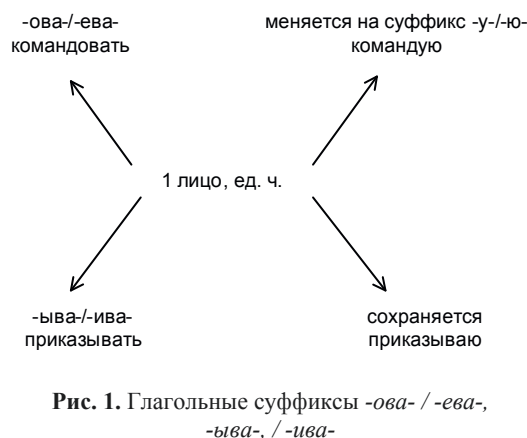 -ова-/-ева-
командовать
меняется на суффикс -у-/-ю-
командую
1 лицо, ед. ч.
-ыва-/-ива-
приказывать
сохраняется
приказываю
Рис. 1. Глагольные суффиксы -ова- / -ева-,
-ыва-, / -ива-